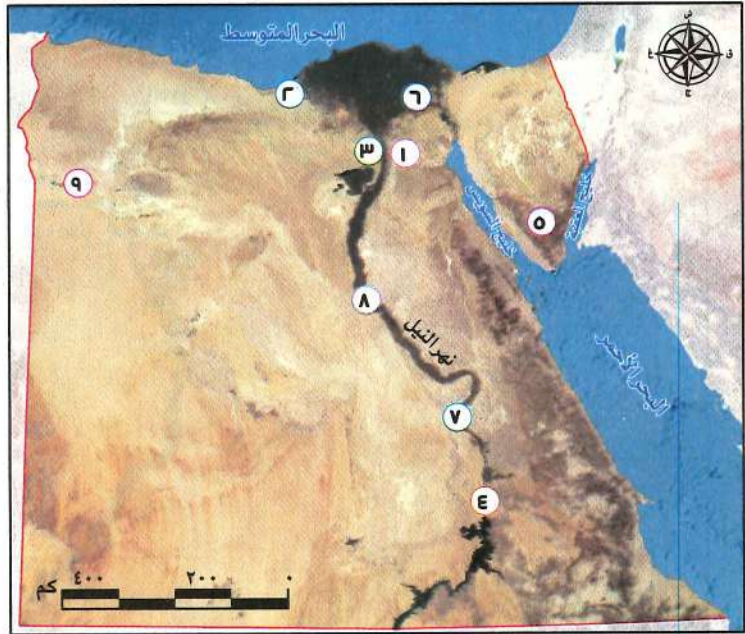 البحر المتوسط
ش
غ
ق
ج
٢
٦
٣
١
٩
٥
خليج السويس
خليج العقبة
٨
نهر النيل
البحر الأحمر
٧
٤
٤٠٠
٢٠٠
٠
كم